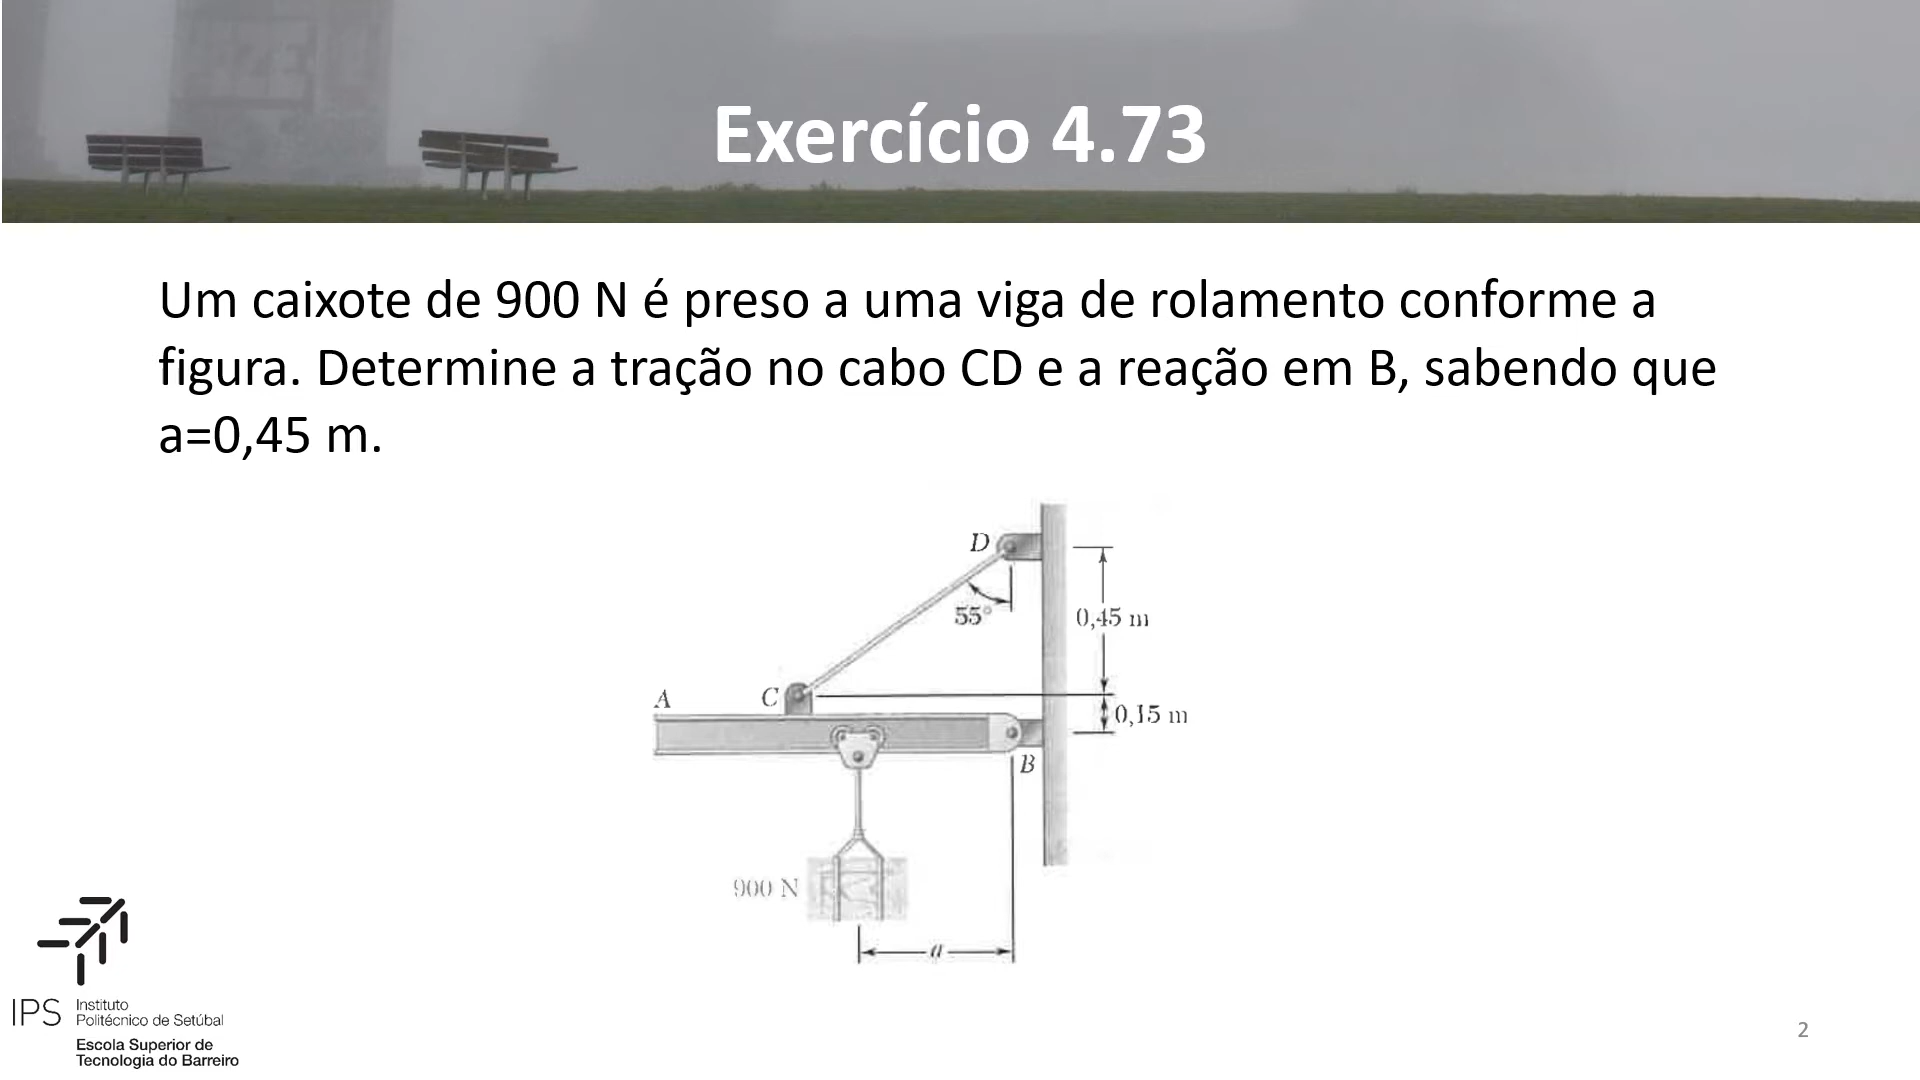 Exercício 4.73
Um caixote de 900 N é preso a uma viga de rolamento conforme a
figura. Determine a tração no cabo CD e a reação em B, sabendo que
a=0,45 m.
D
55°
0,45 m
A
C
0,15 m
B
900 N
a
IPS
Instituto
Politécnico de Setúbal
Escola Superior de
Tecnologia do Barreiro
2